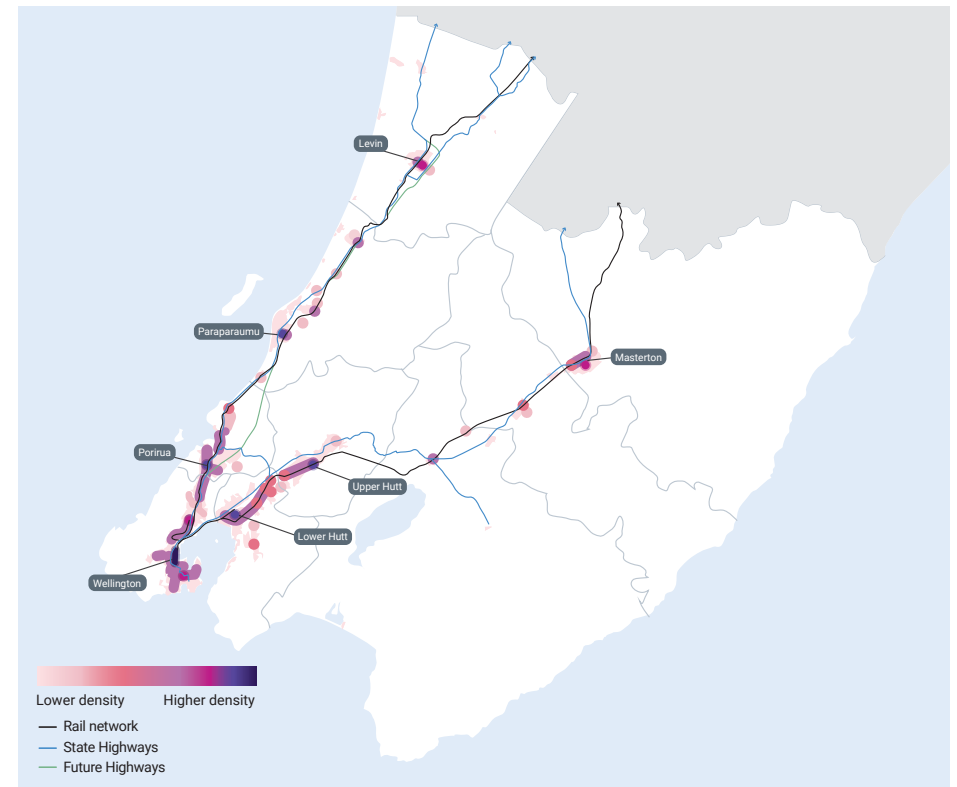 Levin
Paraparaumu
Masterton
Porirua
Upper Hutt
Lower Hutt
Wellington
Lower density Higher density
Rail network
State Highways
Future Highways